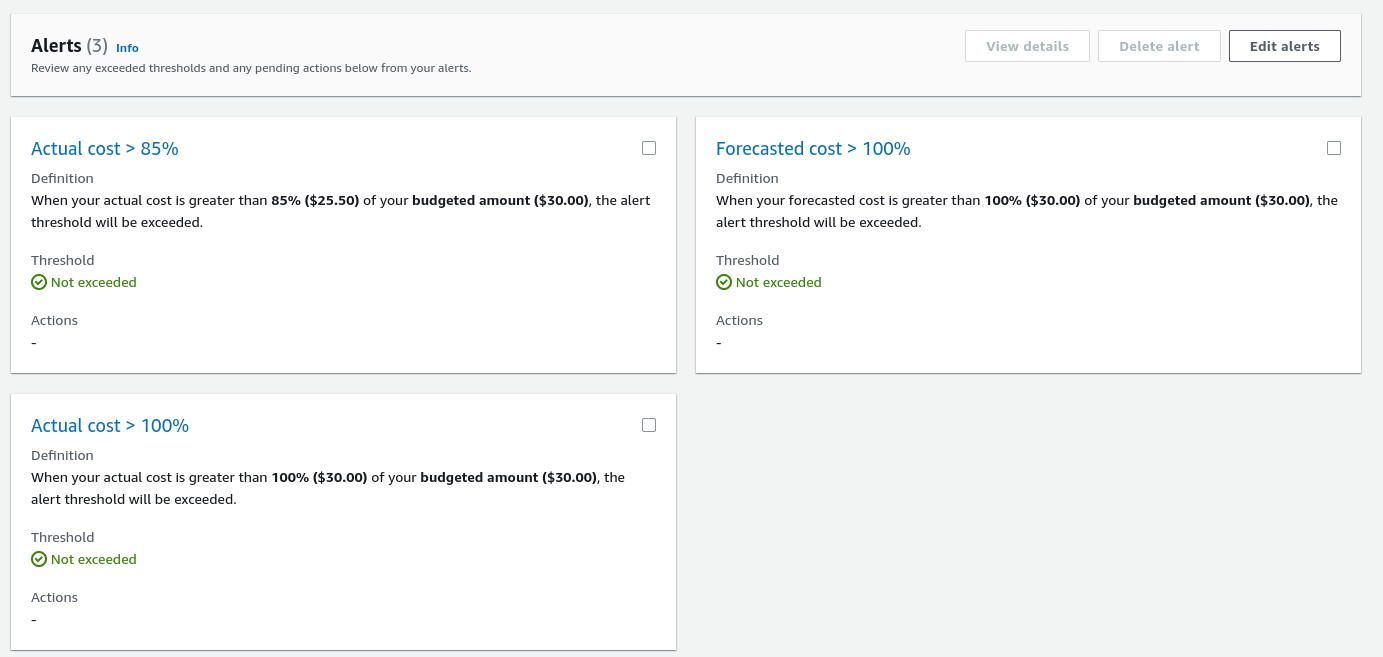 Alerts (3) Info
Review any exceeded thresholds and any pending actions below from your alerts.
View details
Delete alert
Edit alerts
Actual cost > 85%
Definition
When your actual cost is greater than 85% ($25.50) of your budgeted amount ($30.00), the alert
threshold will be exceeded.
Threshold
Not exceeded
Actions
-
Forecasted cost > 100%
Definition
When your forecasted cost is greater than 100% ($30.00) of your budgeted amount ($30.00), the
alert threshold will be exceeded.
Threshold
Not exceeded
Actions
-
Actual cost > 100%
Definition
When your actual cost is greater than 100% ($30.00) of your budgeted amount ($30.00), the
alert threshold will be exceeded.
Threshold
Not exceeded
Actions
-